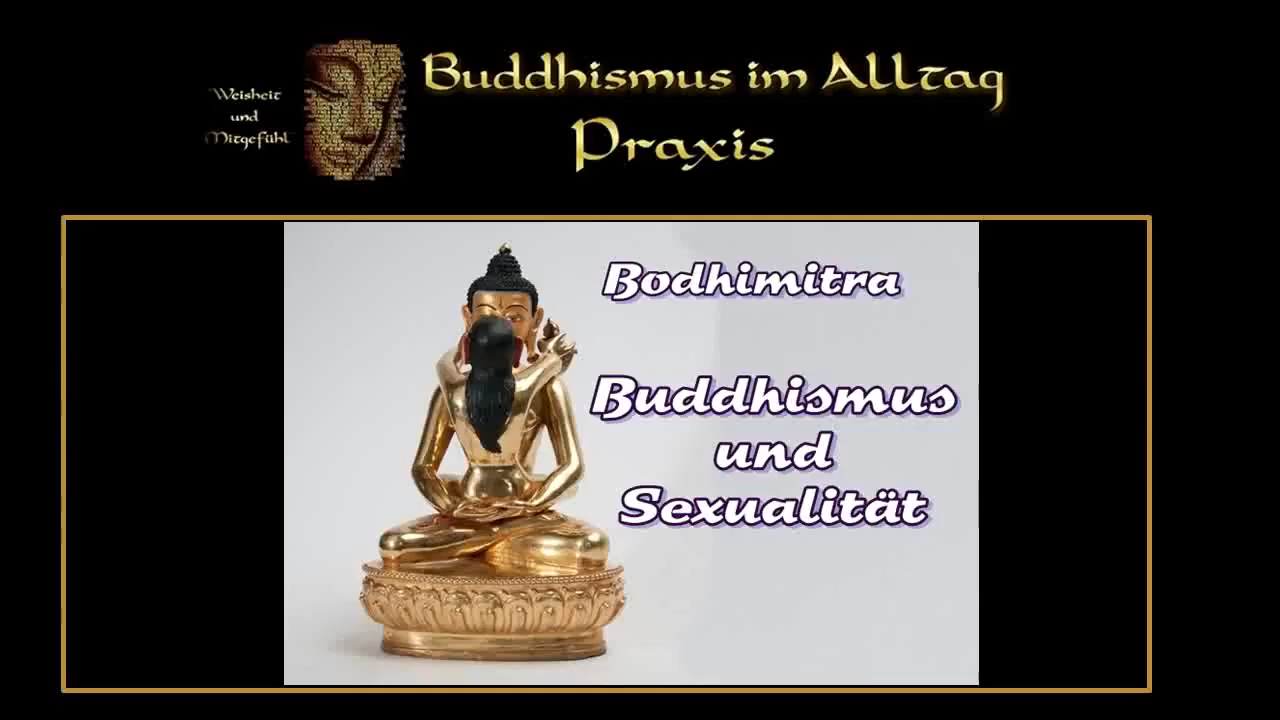 Weisheit
und
Mitgefühl
Buddhismus im Alltag
Praxis
Bodhimitra
Buddhismus
und
Sexualität